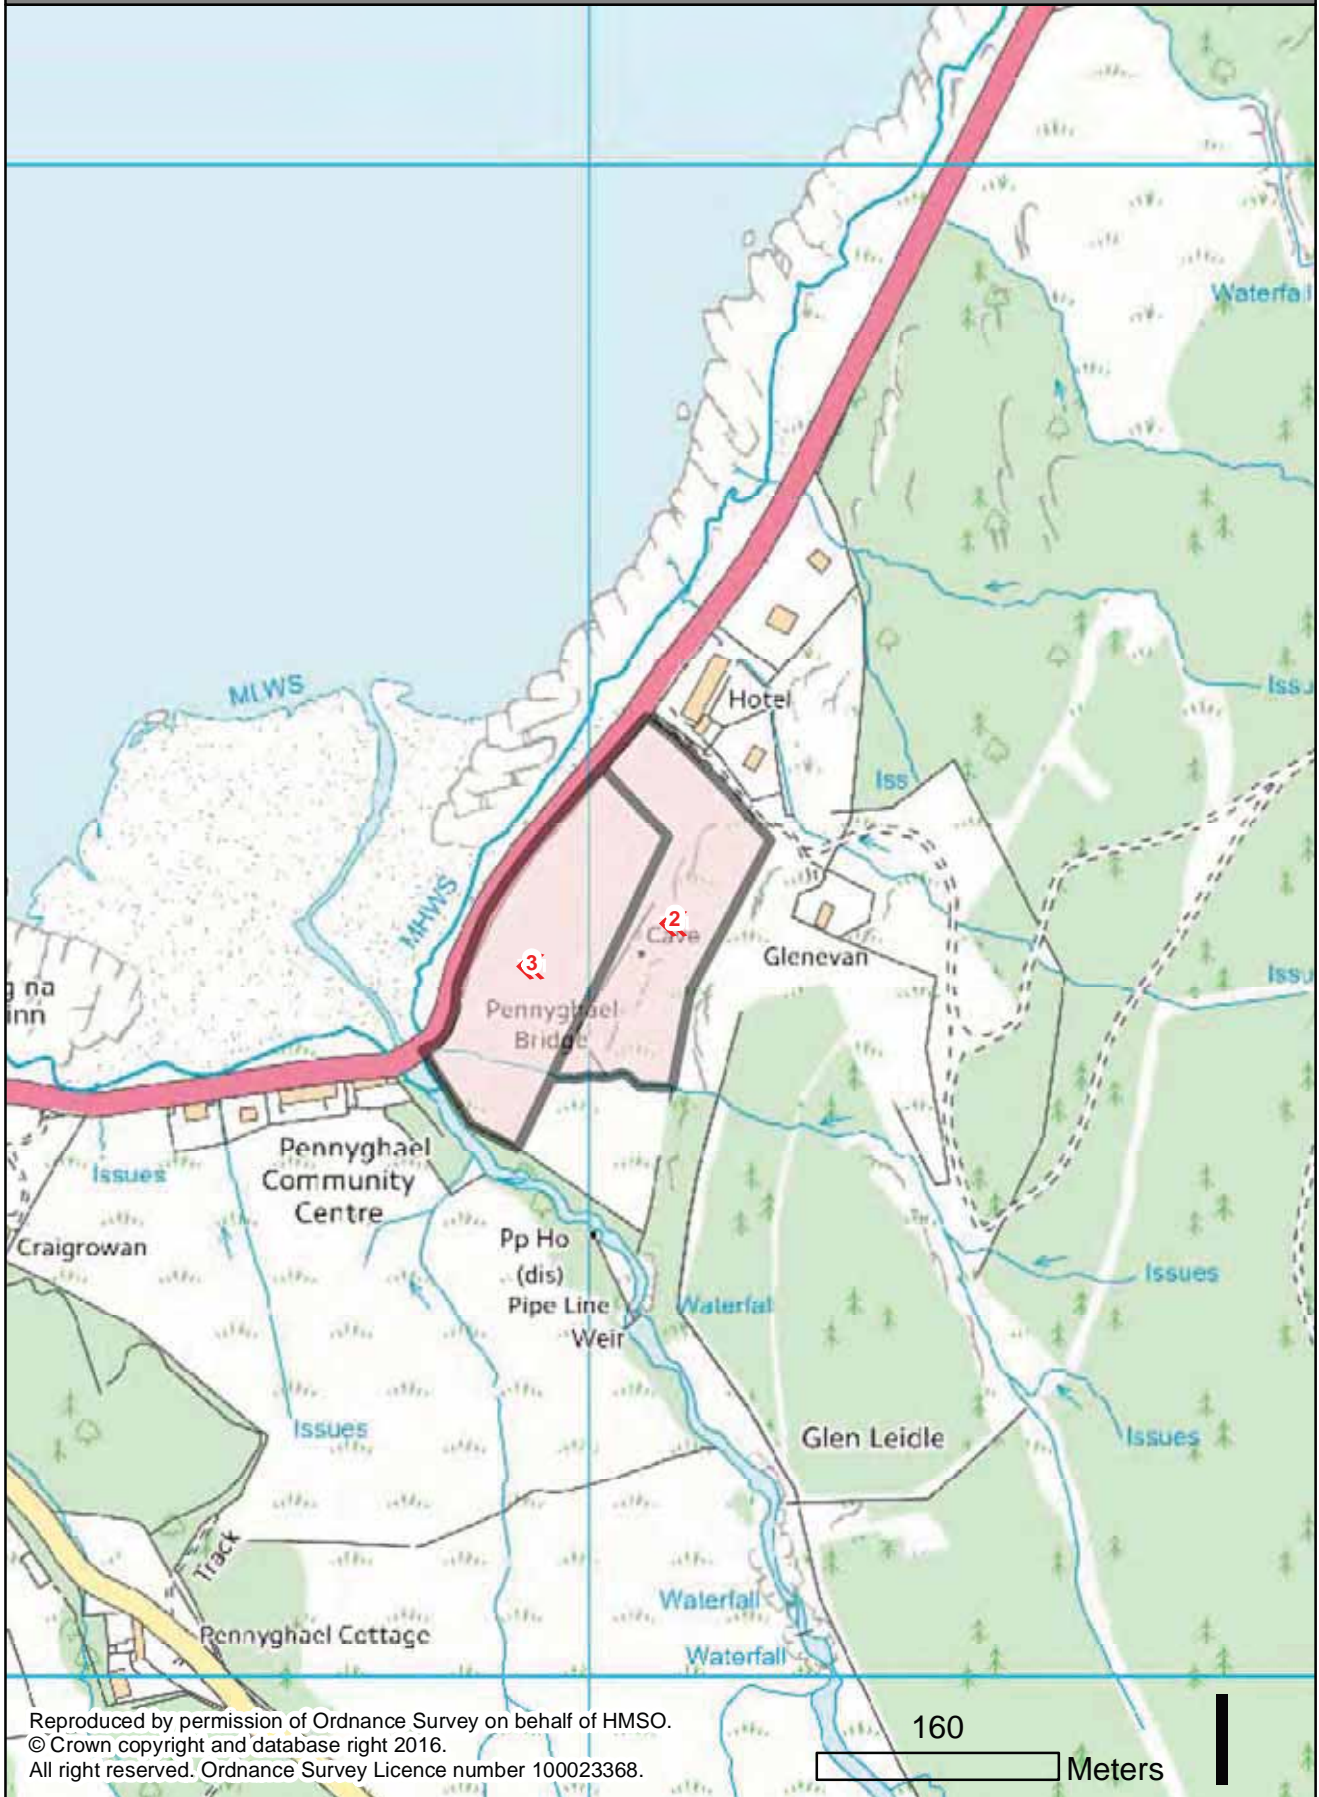 Waterfal
MLWS
Hotel
Issu
Iss
MHWS
2
Cave
3
Glenevan
g na
inn
Issu
Pennyghael
Bridge
Pennyghael
Community
Centre
Issues
Craigrowan
Pp Ho
(dis)
Pipe Line
Weir
Waterfal
Issues
Issues
Glen Leidle
Issues
Track
Waterfall
Pennyghael Cottage
Waterfall
Reproduced by permission of Ordnance Survey on behalf of HMSO.
© Crown copyright and database right 2016.
All right reserved. Ordnance Survey Licence number 100023368.
160
Meters